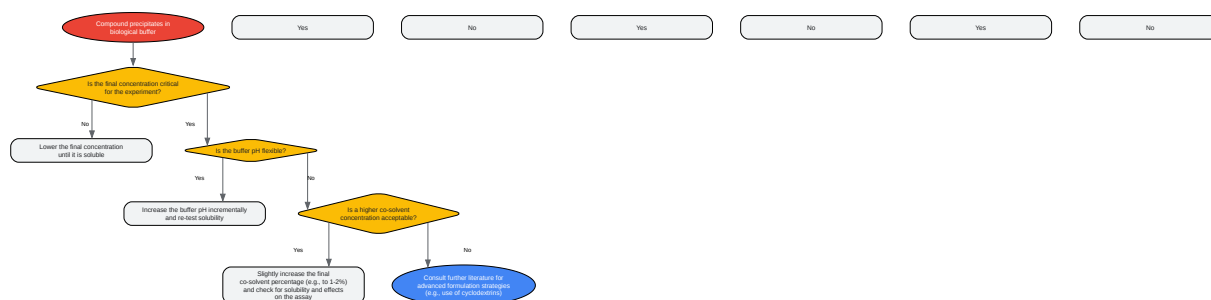 Compound precipitates in
biological buffer
Yes
No
Yes
No
Yes
No
Is the final concentration critical
for the experiment?
No
Yes
Lower the final concentration
until it is soluble
Is the buffer pH flexible?
Yes
No
Increase the buffer pH incrementally
and re-test solubility
Is a higher co-solvent
concentration acceptable?
Yes
No
Slightly increase the final
co-solvent percentage (e.g., to 1-2%)
and check for solubility and effects
on the assay
Consult further literature for
advanced formulation strategies
(e.g., use of cyclodextrins)